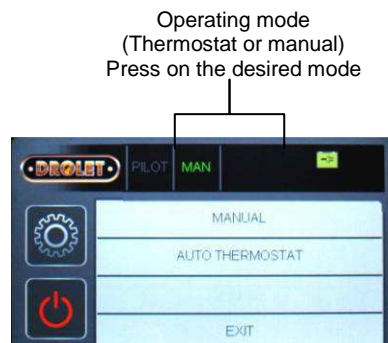 Operating mode
(Thermostat or manual)
Press on the desired mode
DROLET PILOT MAN
MANUAL
AUTO THERMOSTAT
EXIT